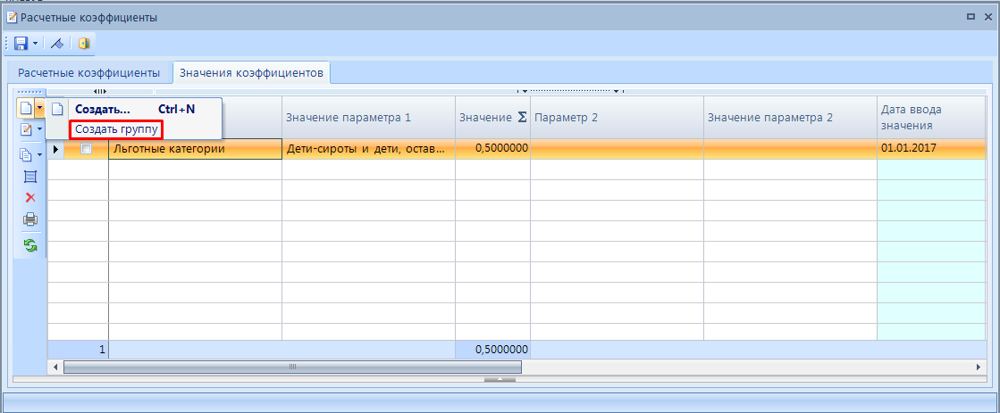 Расчетные коэффициенты
Расчетные коэффициенты
Значения коэффициентов
Создать... Ctrl+N
Создать группу
Значение параметра 1
Значение Σ
Параметр 2
Значение параметра 2
Дата ввода
значения
Льготные категории
Дети-сироты и дети, остав...
0,5000000
01.01.2017
1
0,5000000